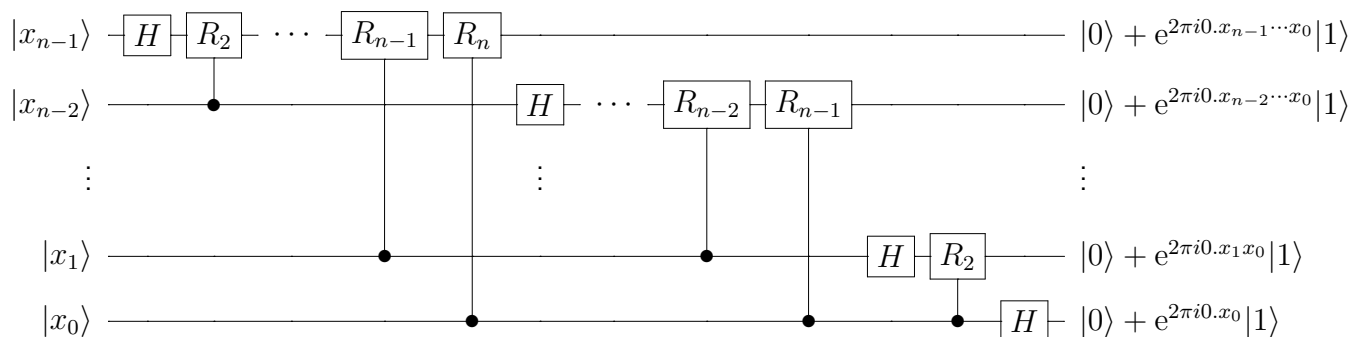 |x_{n−1}⟩ H R_2 ⋯ R_{n−1} R_n |0⟩ + e^{2πi0.x_{n−1}⋯x_0}|1⟩
|x_{n−2}⟩ H ⋯ R_{n−2} R_{n−1} |0⟩ + e^{2πi0.x_{n−2}⋯x_0}|1⟩
⋮ ⋮ ⋮
|x_1⟩ H R_2 |0⟩ + e^{2πi0.x_1x_0}|1⟩
|x_0⟩ H |0⟩ + e^{2πi0.x_0}|1⟩